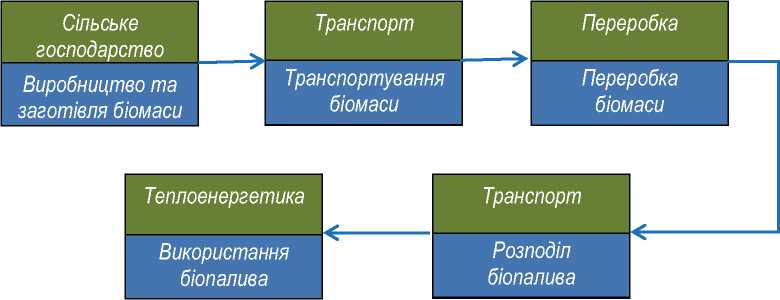 Сільське
господарство
Виробництво та
заготівля біомаси
Транспорт
Транспортування
біомаси
Переробка
Переробка
біомаси
Теплоенергетика
Використання
біопалива
Транспорт
Розподіл
біопалива